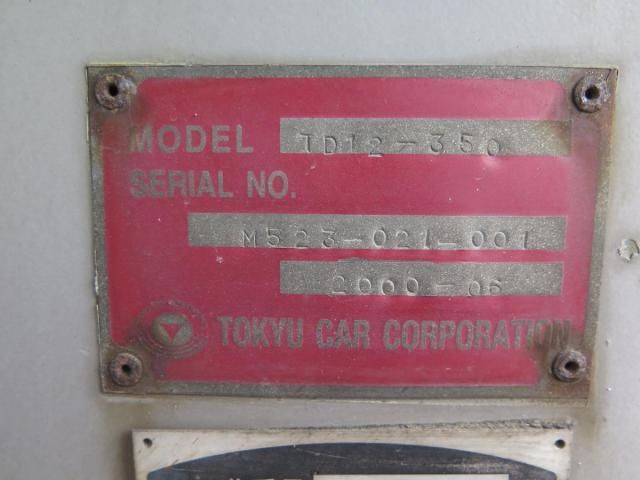 MODEL TD12-350
SERIAL NO.
M523-021-001
2000-06
TOKYU CAR CORPORATION